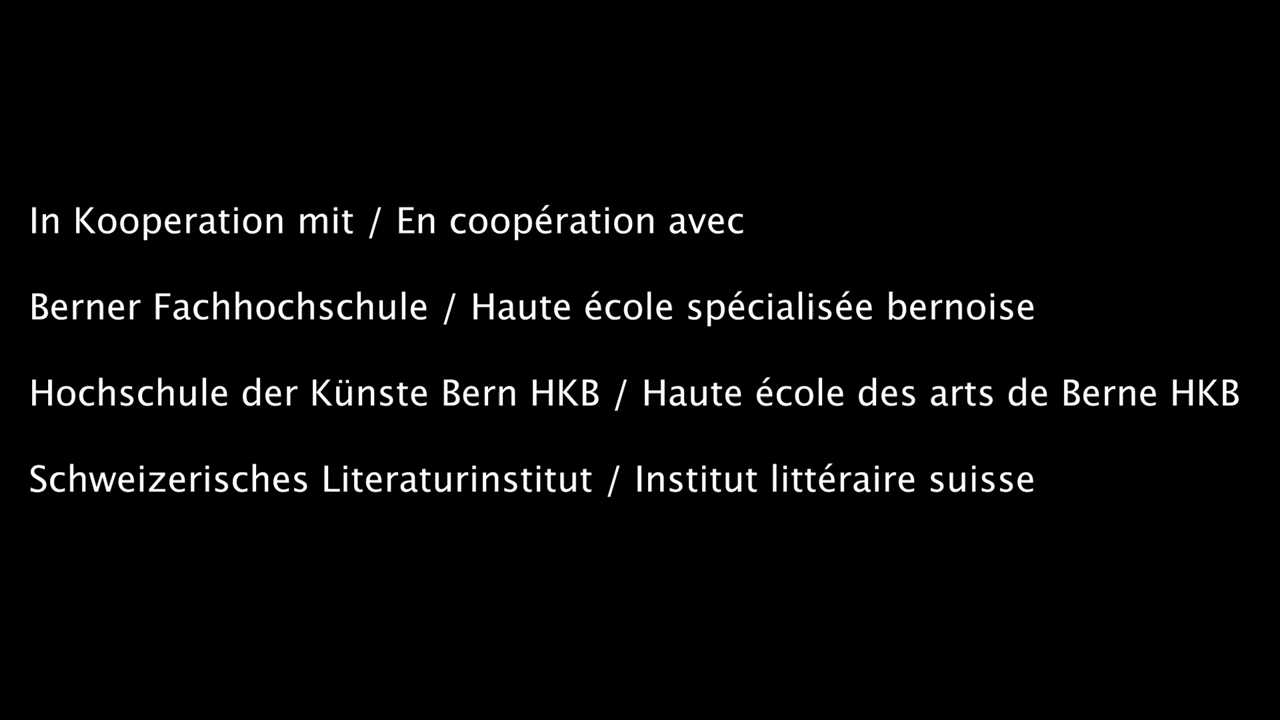 In Kooperation mit / En coopération avec
Berner Fachhochschule / Haute école spécialisée bernoise
Hochschule der Künste Bern HKB / Haute école des arts de Berne HKB
Schweizerisches Literaturinstitut / Institut littéraire suisse